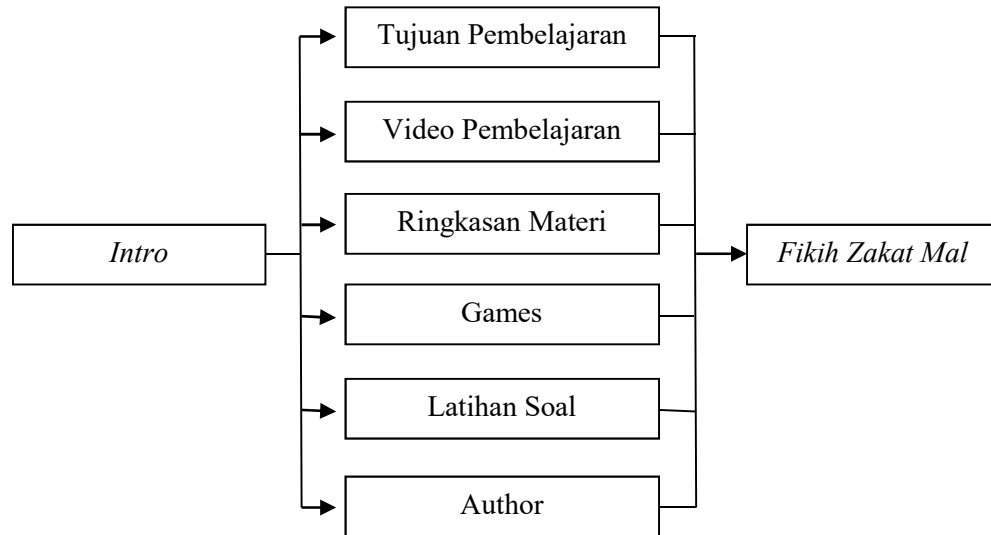 Tujuan Pembelajaran
Video Pembelajaran
Ringkasan Materi
Intro
Fikih Zakat Mal
Games
Latihan Soal
Author